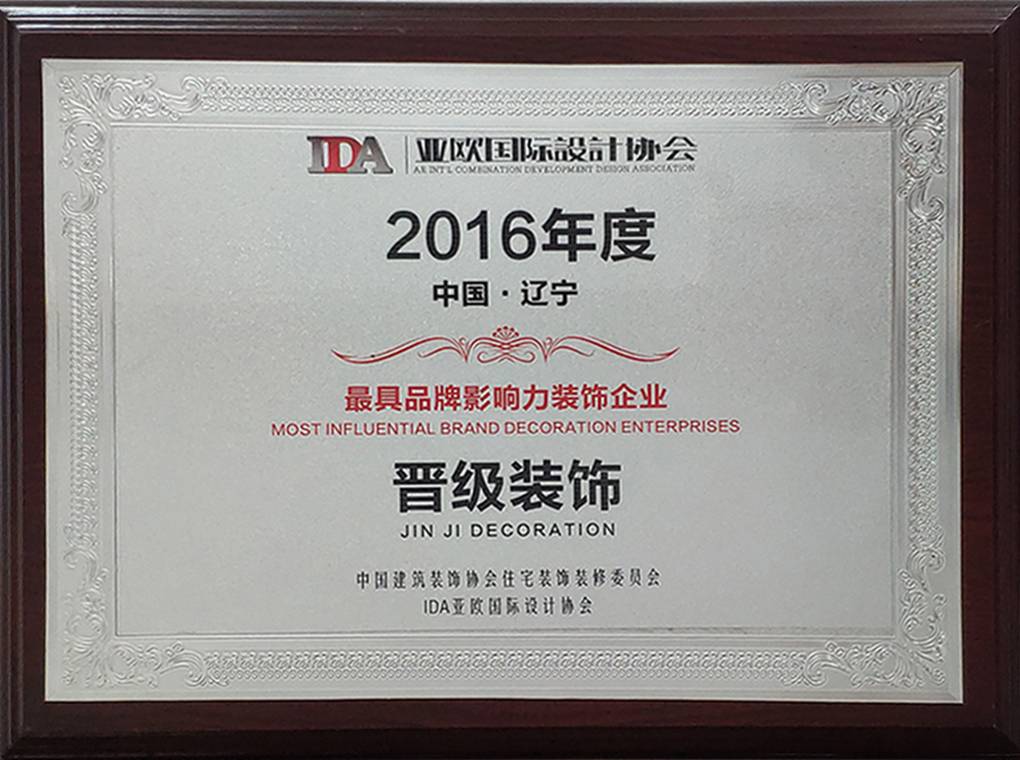 IDA 亚欧国际設計协会
AE INT'L COMBINATION DEVELOPMENT DESIGN ASSOCIATION
2016年度
中国·辽宁
最具品牌影响力装饰企业
MOST INFLUENTIAL BRAND DECORATION ENTERPRISES
晋级装饰
JIN JI DECORATION
中国建筑装饰协会住宅装饰装修委员会
IDA亚欧国际设计协会